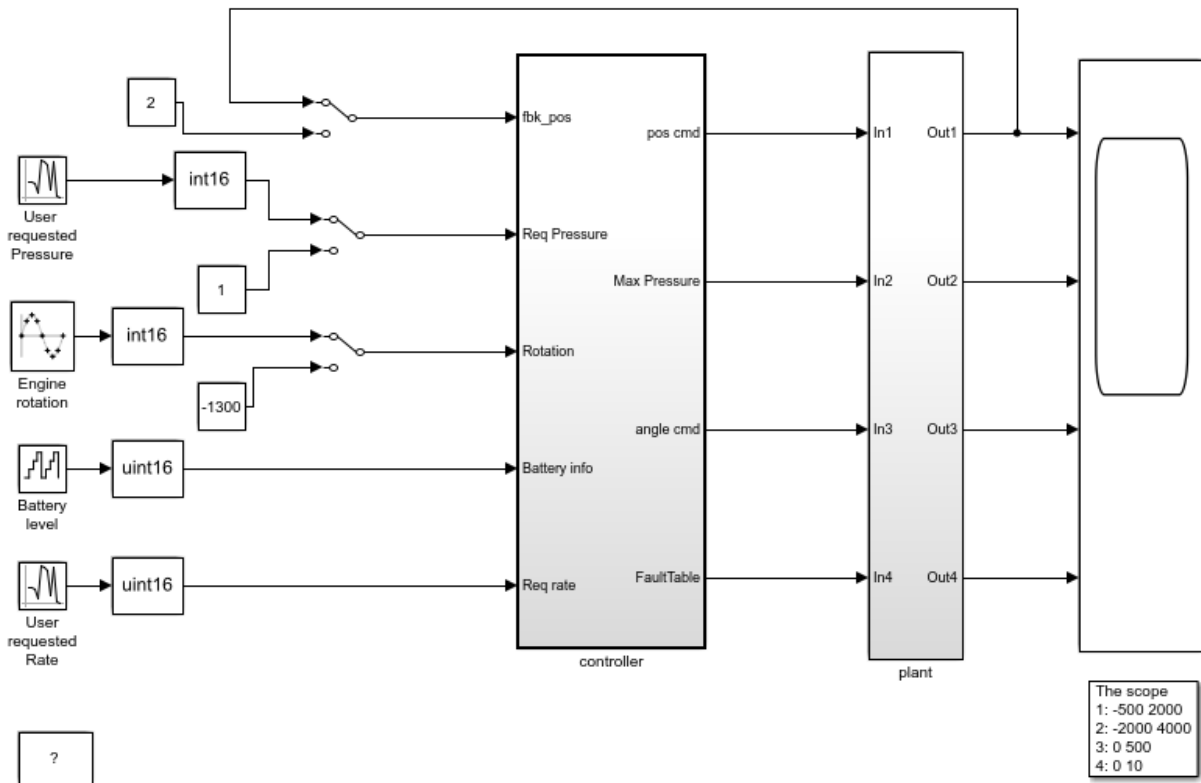 2
fbk_pos
pos cmd
In1
Out1
int16
User
requested
Pressure
Req Pressure
1
Max Pressure
In2
Out2
int16
Engine
rotation
Rotation
-1300
angle cmd
In3
Out3
uint16
Battery
level
Battery info
uint16
User
requested
Rate
Req rate
FaultTable
In4
Out4
controller
plant
The scope
1: -500 2000
2: -2000 4000
3: 0 500
4: 0 10
?